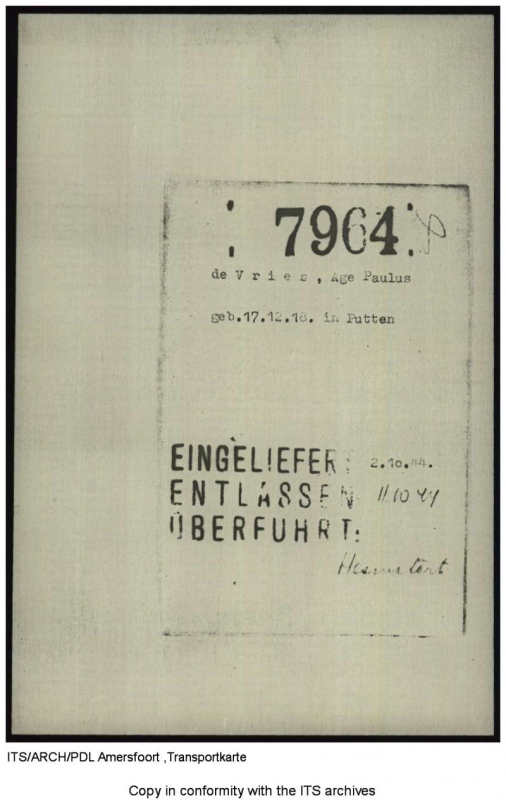 : 7964:
de V r i e s , Age Paulus
geb.17.12.18. in Putten
EINGELIEFER : 2.10.44.
ENTLASSEN 11.10 44
ÜBERFUHRT:
ITS/ARCH/PDL Amersfoort ,Transportkarte
Copy in conformity with the ITS archives